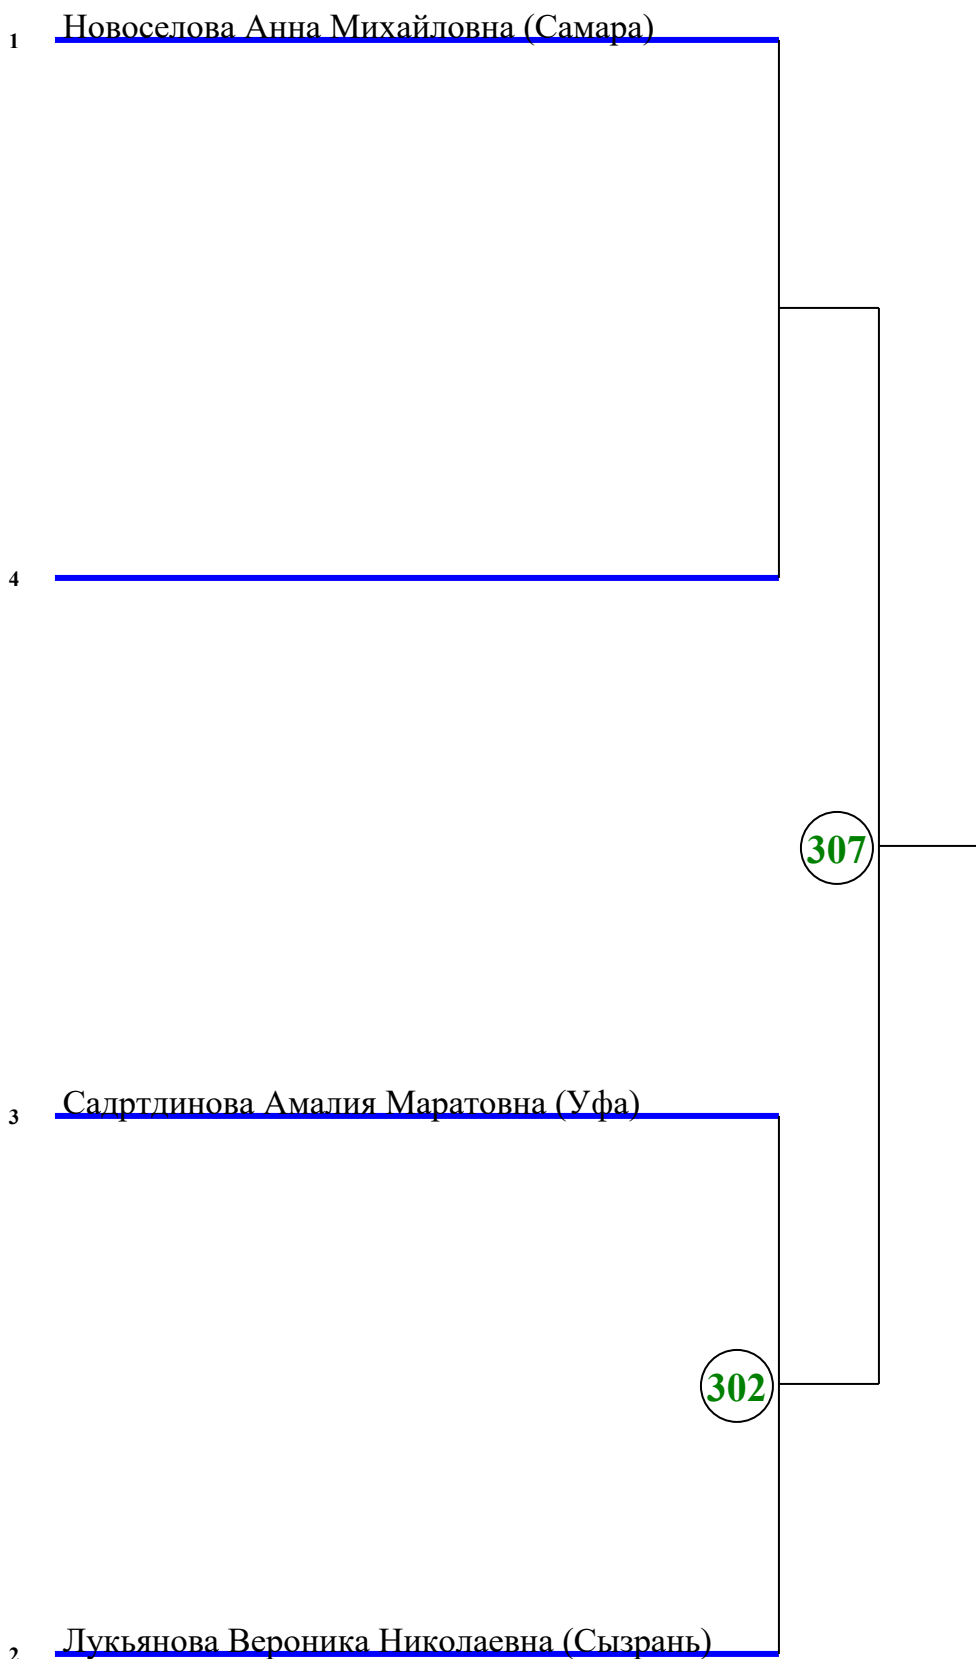 1 Новоселова Анна Михайловна (Самара)
4
307
3 Садртдинова Амалия Маратовна (Уфа)
302
2 Лукьянова Вероника Николаевна (Сызрань)